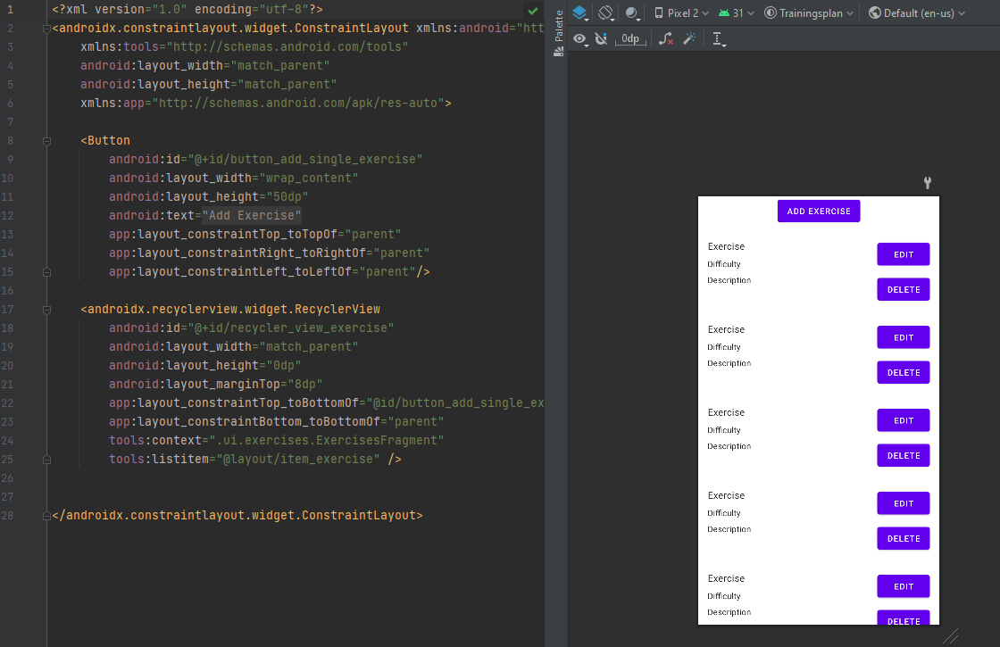 1 <?xml version="1.0" encoding="utf-8"?>
2 <androidx.constraintlayout.widget.ConstraintLayout xmlns:android="htt
3 xmlns:tools="http://schemas.android.com/tools"
4 android:layout_width="match_parent"
5 android:layout_height="match_parent"
6 xmlns:app="http://schemas.android.com/apk/res-auto">
7
8 <Button
9 android:id="@+id/button_add_single_exercise"
10 android:layout_width="wrap_content"
11 android:layout_height="50dp"
12 android:text="Add Exercise"
13 app:layout_constraintTop_toTopOf="parent"
14 app:layout_constraintRight_toRightOf="parent"
15 app:layout_constraintLeft_toLeftOf="parent"/>
16
17 <androidx.recyclerview.widget.RecyclerView
18 android:id="@+id/recycler_view_exercise"
19 android:layout_width="match_parent"
20 android:layout_height="0dp"
21 android:layout_marginTop="8dp"
22 app:layout_constraintTop_toBottomOf="@id/button_add_single_ex
23 app:layout_constraintBottom_toBottomOf="parent"
24 tools:context=".ui.exercises.ExercisesFragment"
25 tools:listitem="@layout/item_exercise" />
26
27
28 </androidx.constraintlayout.widget.ConstraintLayout>
Palette
Pixel 2 31 Trainingsplan Default (en-us)
0dp
ADD EXERCISE
Exercise
EDIT
Difficulty
Description
DELETE
Exercise
EDIT
Difficulty
Description
DELETE
Exercise
EDIT
Difficulty
Description
DELETE
Exercise
EDIT
Difficulty
Description
DELETE
Exercise
EDIT
Difficulty
Description
DELETE